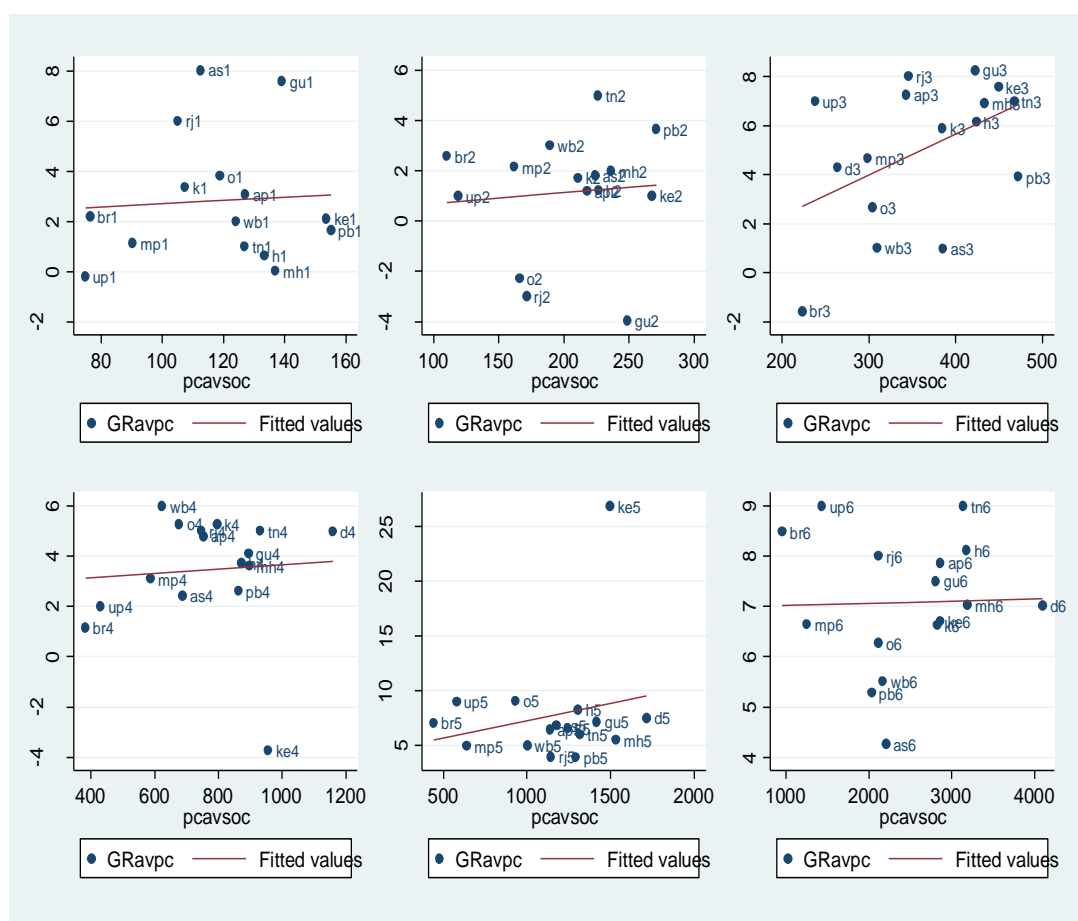 8
6
4
2
0
-2
as1
gu1
rj1
o1
k1
ap1
br1
wb1
ke1
pb1
mp1
tn1
h1
up1
mh1
80 100 120 140 160
pcavsoc
GRavpc Fitted values
6
4
2
0
-2
-4
tn2
pb2
wb2
br2
mp2
mh2
as2
k2
up2
ke2
o2
rj2
gu2
100 150 200 250 300
pcavsoc
GRavpc Fitted values
8
6
4
2
0
-2
gu3
rj3
ke3
ap3
up3
mh3
tn3
h3
k3
mp3
d3
pb3
o3
wb3
as3
br3
200 300 400 500
pcavsoc
GRavpc Fitted values
6
4
2
0
-2
-4
wb4
o4
k4
ap4
tn4
d4
gu4
mh4
mp4
pb4
as4
up4
br4
ke4
400 600 800 1000 1200
pcavsoc
GRavpc Fitted values
25
20
15
10
5
ke5
up5
o5
h5
br5
gu5
d5
tn5
mh5
mp5
wb5
rj5
pb5
500 1000 1500 2000
pcavsoc
GRavpc Fitted values
9
8
7
6
5
4
up6
tn6
br6
h6
rj6
ap6
gu6
mh6
d6
mp6
ke6
k6
o6
wb6
pb6
as6
1000 2000 3000 4000
pcavsoc
GRavpc Fitted values